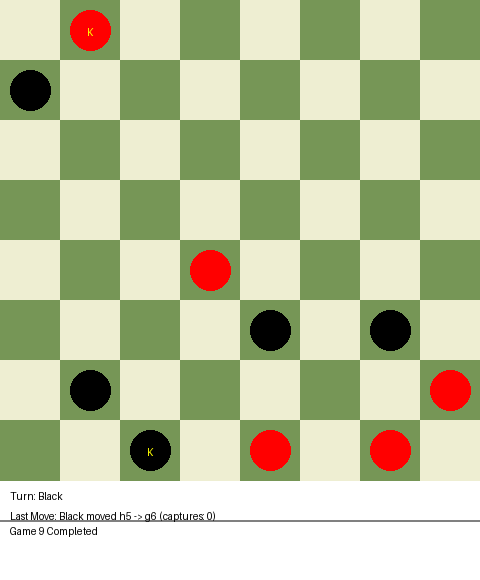 K
K
Turn: Black
Last Move: Black moved h5 -> g6 (captures: 0)
Game 9 Completed